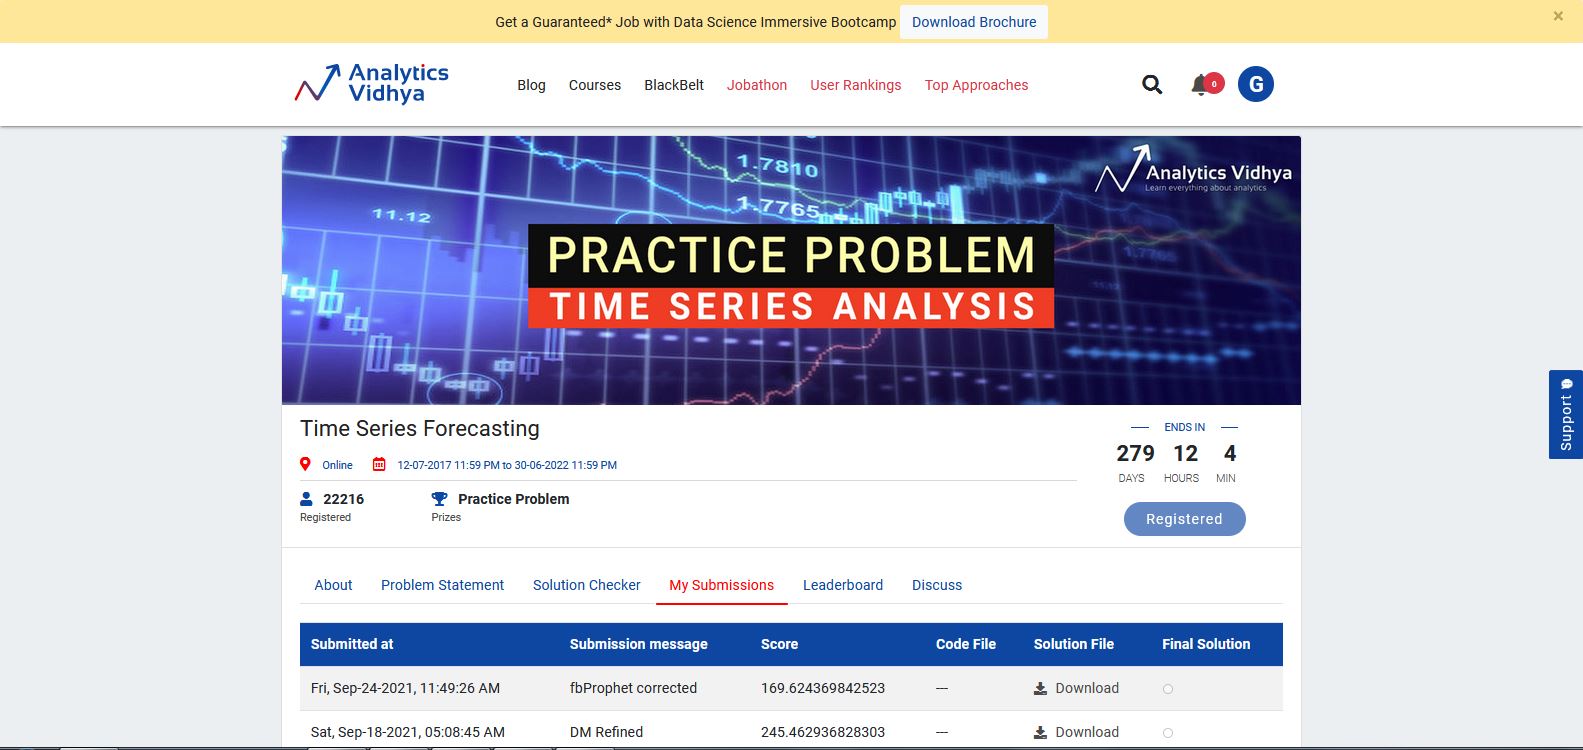 Get a Guaranteed* Job with Data Science Immersive Bootcamp Download Brochure ×
Analytics Vidhya
Blog Courses BlackBelt Jobathon User Rankings Top Approaches 0 G
1.7810
Analytics Vidhya
Learn everything about analytics
11.12
1.7765
PRACTICE PROBLEM
1.7765
TIME SERIES ANALYSIS
Time Series Forecasting
ENDS IN
279 12 4
DAYS HOURS MIN
Online 12-07-2017 11:59 PM to 30-06-2022 11:59 PM
22216 Practice Problem
Registered Prizes
Registered
Support
About Problem Statement Solution Checker My Submissions Leaderboard Discuss
Submitted at Submission message Score Code File Solution File Final Solution
Fri, Sep-24-2021, 11:49:26 AM fbProphet corrected 169.624369842523 --- Download
Sat, Sep-18-2021, 05:08:45 AM DM Refined 245.462936828303 --- Download